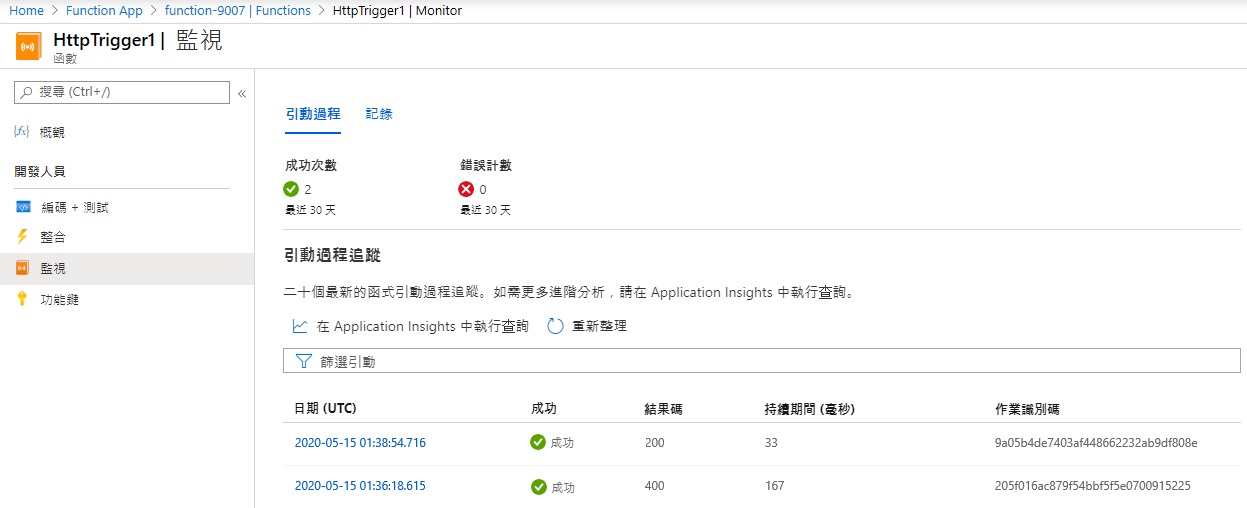 Home > Function App > function-9007 | Functions > HttpTrigger1 | Monitor
HttpTrigger1 | 監視
函數
搜尋 (Ctrl+/) «
概觀
開發人員
編碼 + 測試
整合
監視
功能鍵
引動過程 記錄
成功次數 錯誤計數
2 0
最近 30 天 最近 30 天
引動過程追蹤
二十個最新的函式引動過程追蹤。如需更多進階分析，請在 Application Insights 中執行查詢。
在 Application Insights 中執行查詢 重新整理
篩選引動
日期 (UTC) 成功 結果碼 持續期間 (毫秒) 作業識別碼
2020-05-15 01:38:54.716 成功 200 33 9a05b4de7403af448662232ab9df808e
2020-05-15 01:36:18.615 成功 400 167 205f016ac879f54bbf5f5e0700915225